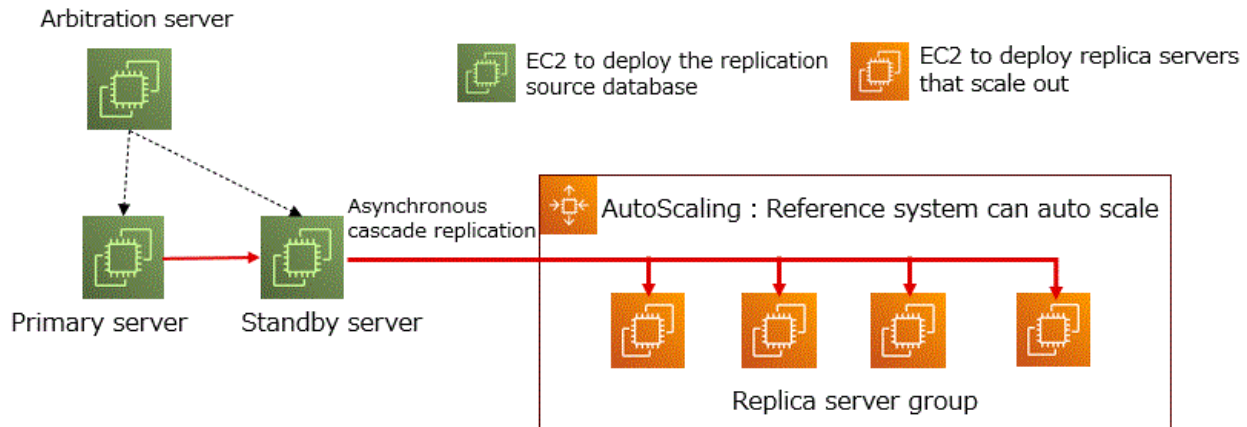 Arbitration server
EC2 to deploy the replication
source database
EC2 to deploy replica servers
that scale out
Asynchronous
cascade replication
AutoScaling : Reference system can auto scale
Primary server
Standby server
Replica server group